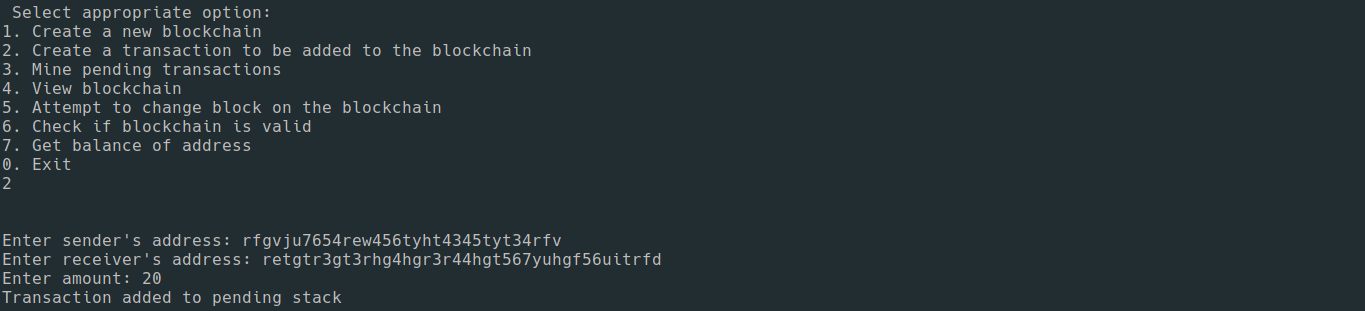 Select appropriate option:
1. Create a new blockchain
2. Create a transaction to be added to the blockchain
3. Mine pending transactions
4. View blockchain
5. Attempt to change block on the blockchain
6. Check if blockchain is valid
7. Get balance of address
0. Exit
2
Enter sender's address: rfgvju7654rew456tyht4345tyt34rfv
Enter receiver's address: retgtr3gt3rhg4hgr3r44hgt567yuhgf56uitrfd
Enter amount: 20
Transaction added to pending stack